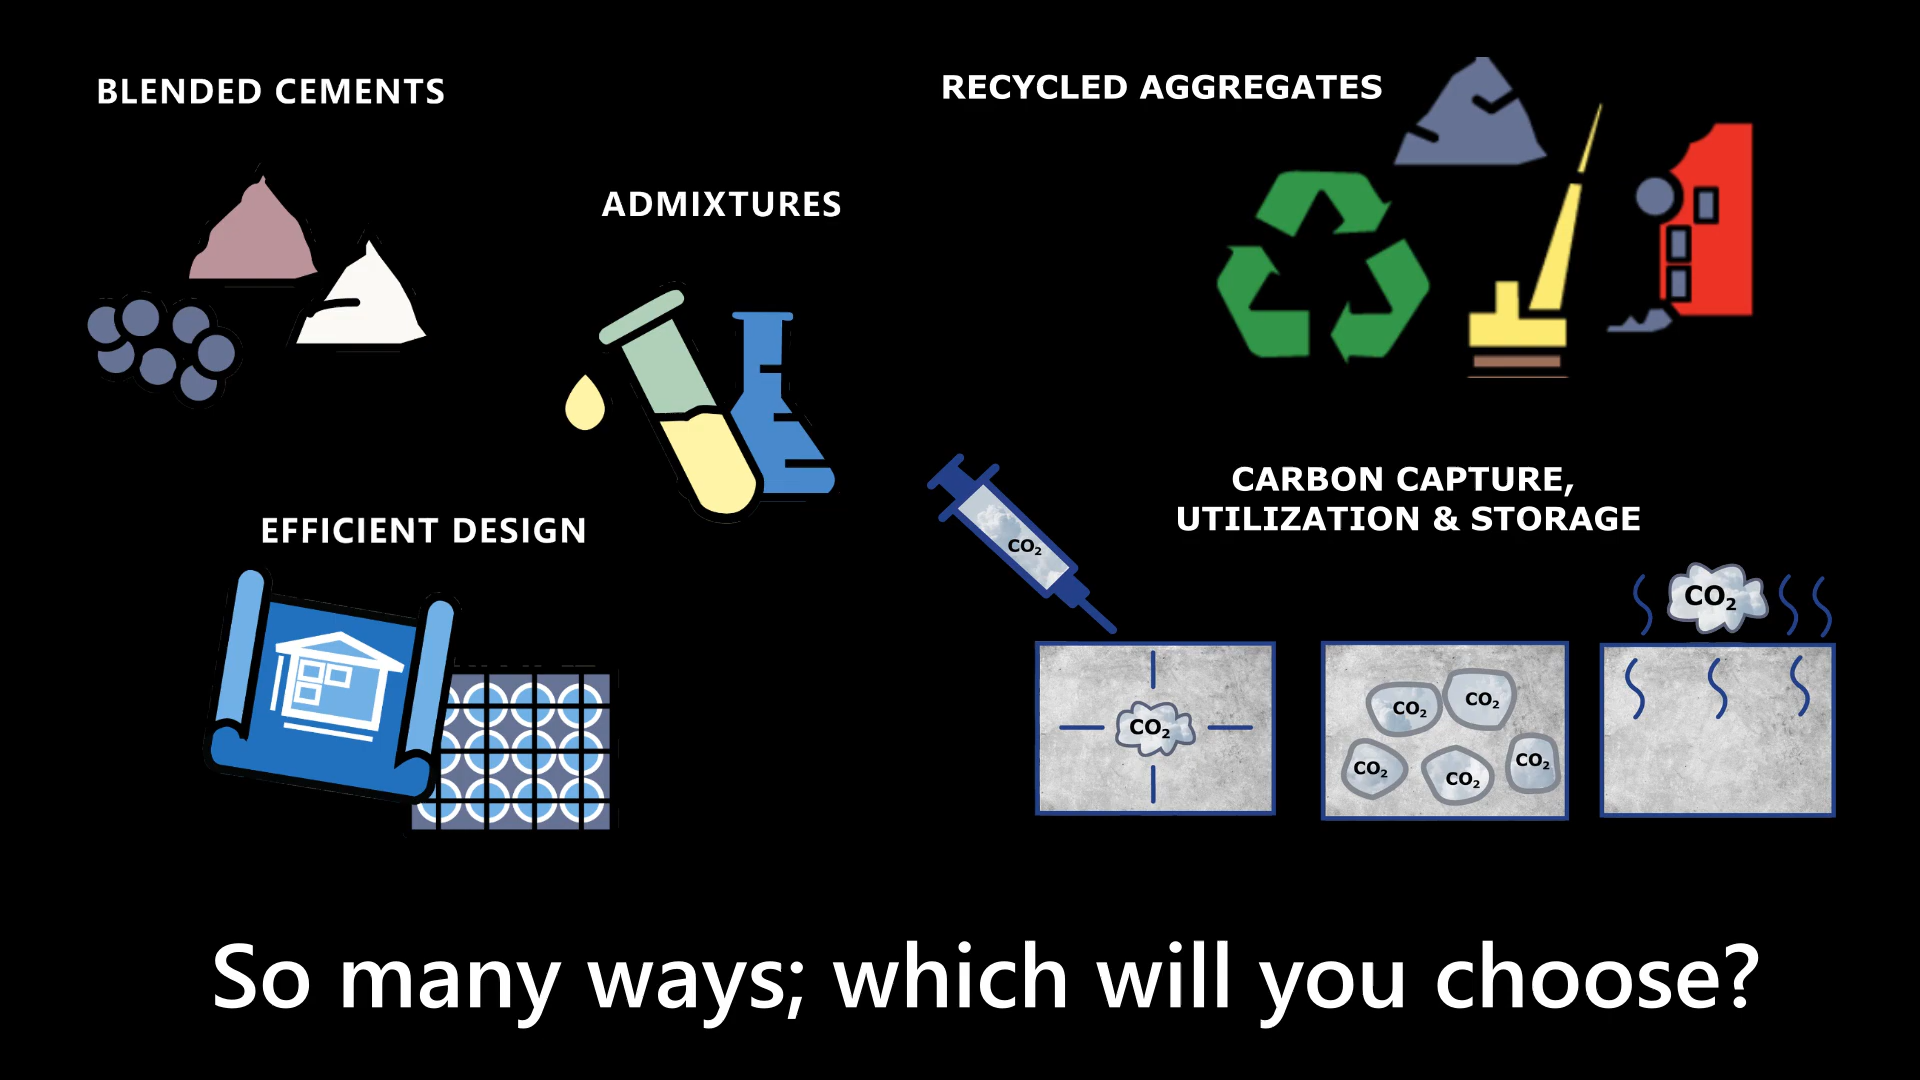 BLENDED CEMENTS
RECYCLED AGGREGATES
ADMIXTURES
EFFICIENT DESIGN
CARBON CAPTURE,
UTILIZATION & STORAGE
CO₂
CO₂
CO₂
CO₂
CO₂
CO₂
CO₂
CO₂
So many ways; which will you choose?